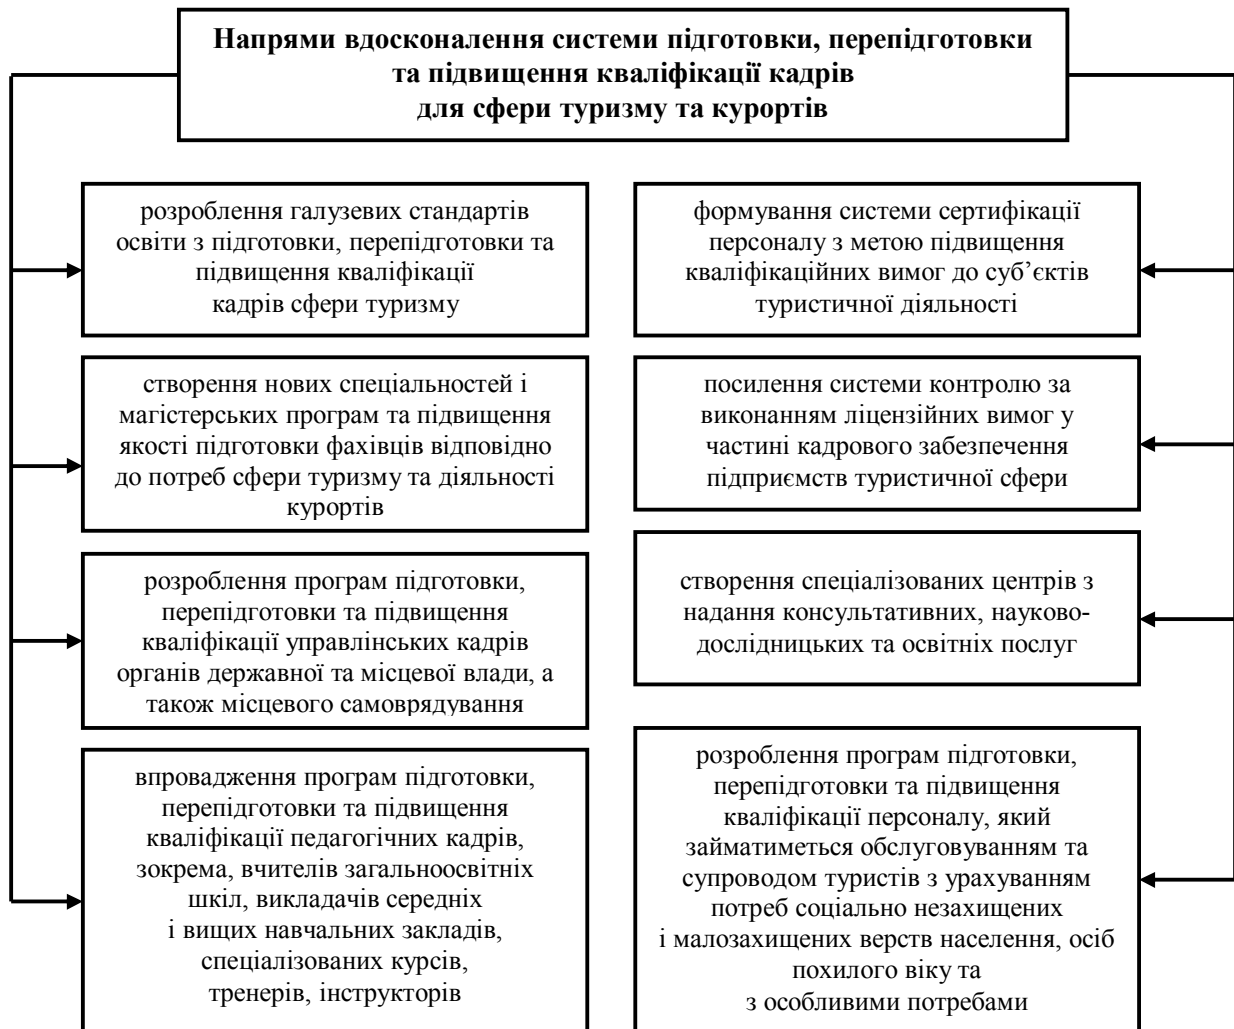 Напрями вдосконалення системи підготовки, перепідготовки
та підвищення кваліфікації кадрів
для сфери туризму та курортів
розроблення галузевих стандартів
освіти з підготовки, перепідготовки та
підвищення кваліфікації
кадрів сфери туризму
створення нових спеціальностей і
магістерських програм та підвищення
якості підготовки фахівців відповідно
до потреб сфери туризму та діяльності
курортів
розроблення програм підготовки,
перепідготовки та підвищення
кваліфікації управлінських кадрів
органів державної та місцевої влади, а
також місцевого самоврядування
впровадження програм підготовки,
перепідготовки та підвищення
кваліфікації педагогічних кадрів,
зокрема, вчителів загальноосвітніх
шкіл, викладачів середніх
і вищих навчальних закладів,
спеціалізованих курсів,
тренерів, інструкторів
формування системи сертифікації
персоналу з метою підвищення
кваліфікаційних вимог до суб’єктів
туристичної діяльності
посилення системи контролю за
виконанням ліцензійних вимог у
частині кадрового забезпечення
підприємств туристичної сфери
створення спеціалізованих центрів з
надання консультативних, науково-
дослідницьких та освітніх послуг
розроблення програм підготовки,
перепідготовки та підвищення
кваліфікації персоналу, який
займатиметься обслуговуванням та
супроводом туристів з урахуванням
потреб соціально незахищених
і малозахищених верств населення, осіб
похилого віку та
з особливими потребами